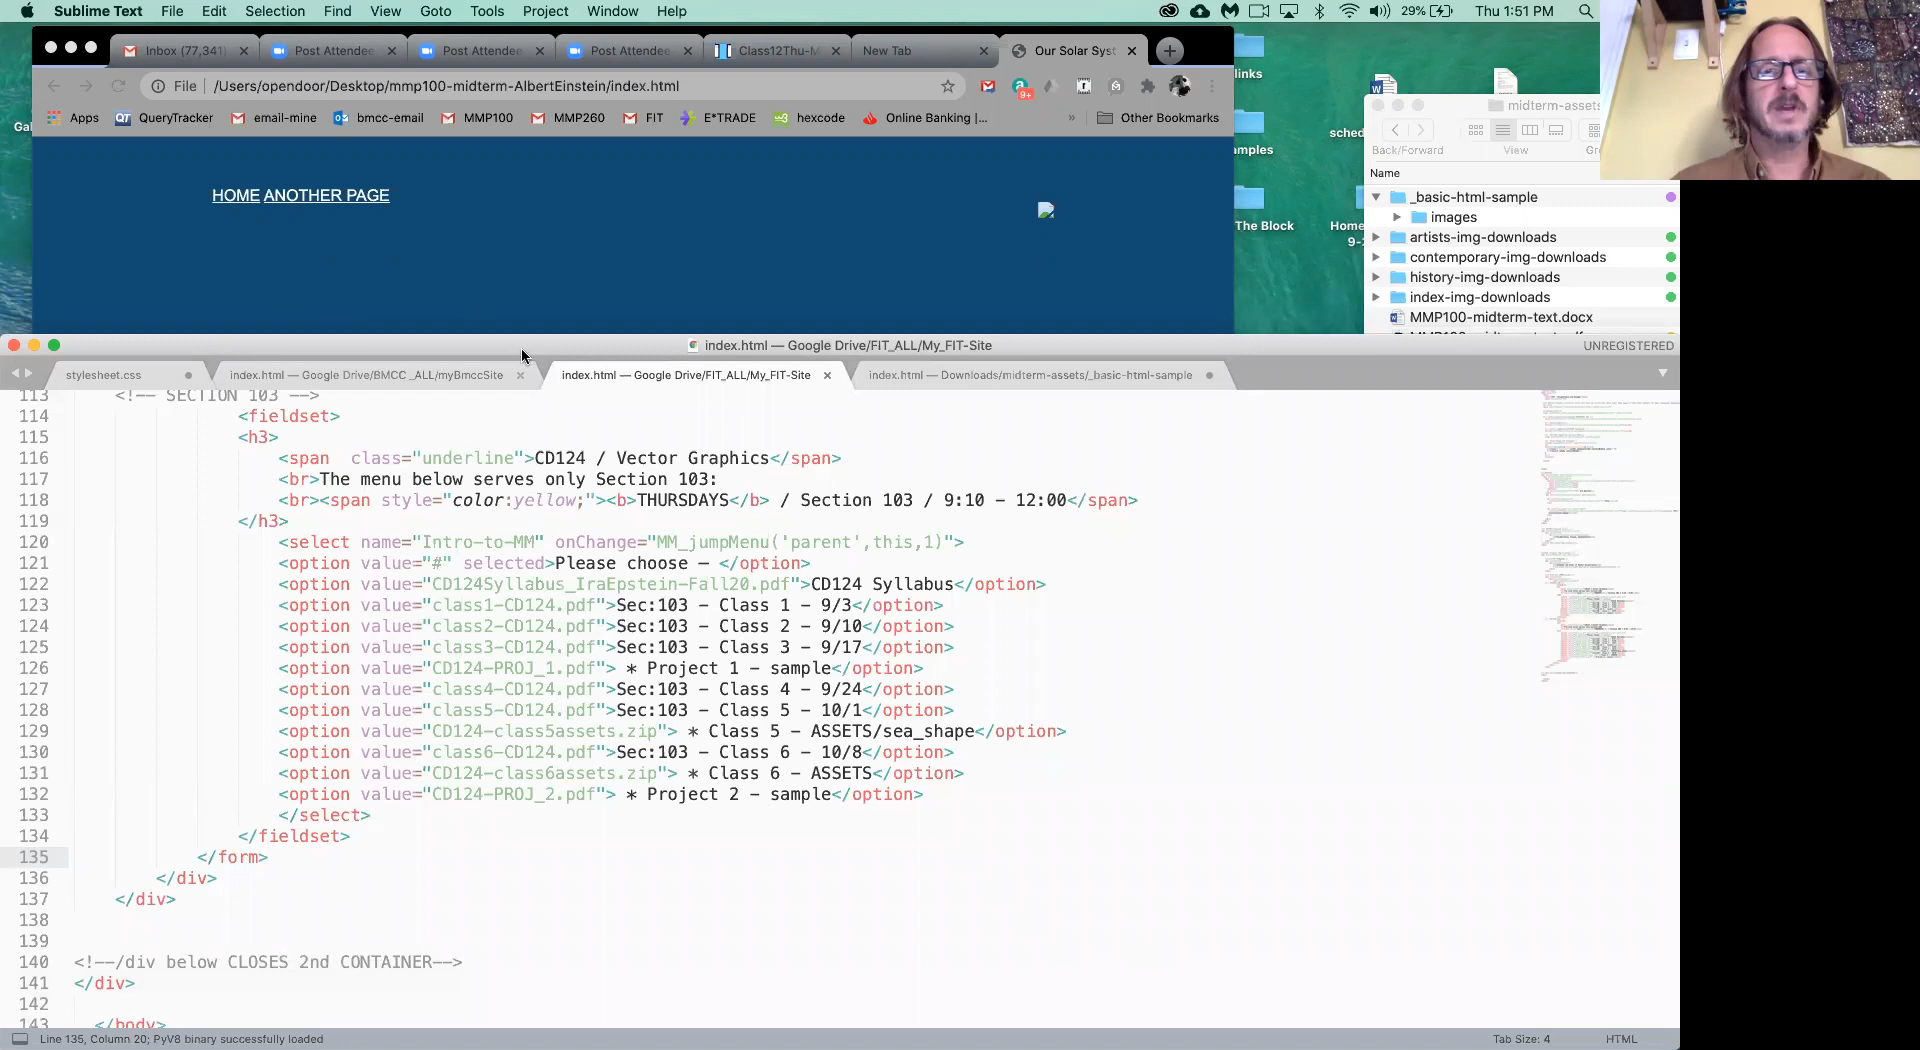 Sublime Text File Edit Selection Find View Goto Tools Project Window Help 29% Thu 1:51 PM
Inbox (77,341) Post Attendee Post Attendee Post Attendee Class12Thu-M New Tab Our Solar Syst
File /Users/opendoor/Desktop/mmp100-midterm-AlbertEinstein/index.html
9+
Apps QueryTracker email-mine bmcc-email MMP100 MMP260 FIT E*TRADE hexcode Online Banking |... » Other Bookmarks
HOME ANOTHER PAGE
links
amples
The Block
sched
Home
9-
midterm-assets
Back/Forward View
Name
_basic-html-sample
images
artists-img-downloads
contemporary-img-downloads
history-img-downloads
index-img-downloads
MMP100-midterm-text.docx
index.html — Google Drive/FIT_ALL/My_FIT-Site UNREGISTERED
stylesheet.css index.html — Google Drive/BMCC _ALL/myBmccSite index.html — Google Drive/FIT_ALL/My_FIT-Site index.html — Downloads/midterm-assets/_basic-html-sample
113 <!-- SECTION 103 -->
114 <fieldset>
115 <h3>
116 <span  class="underline">CD124 / Vector Graphics</span>
117 <br>The menu below serves only Section 103:
118 <br><span style="color:yellow;"><b>THURSDAYS</b> / Section 103 / 9:10 - 12:00</span>
119 </h3>
120 <select name="Intro-to-MM" onChange="MM_jumpMenu('parent',this,1)">
121 <option value="#" selected>Please choose - </option>
122 <option value="CD124Syllabus_IraEpstein-Fall20.pdf">CD124 Syllabus</option>
123 <option value="class1-CD124.pdf">Sec:103 - Class 1 - 9/3</option>
124 <option value="class2-CD124.pdf">Sec:103 - Class 2 - 9/10</option>
125 <option value="class3-CD124.pdf">Sec:103 - Class 3 - 9/17</option>
126 <option value="CD124-PROJ_1.pdf"> * Project 1 - sample</option>
127 <option value="class4-CD124.pdf">Sec:103 - Class 4 - 9/24</option>
128 <option value="class5-CD124.pdf">Sec:103 - Class 5 - 10/1</option>
129 <option value="CD124-class5assets.zip"> * Class 5 - ASSETS/sea_shape</option>
130 <option value="class6-CD124.pdf">Sec:103 - Class 6 - 10/8</option>
131 <option value="CD124-class6assets.zip"> * Class 6 - ASSETS</option>
132 <option value="CD124-PROJ_2.pdf"> * Project 2 - sample</option>
133 </select>
134 </fieldset>
135 </form>
136 </div>
137 </div>
138
139
140 <!--/div below CLOSES 2nd CONTAINER-->
141 </div>
142
143 </body>
Line 135, Column 20; PyV8 binary successfully loaded Tab Size: 4 HTML